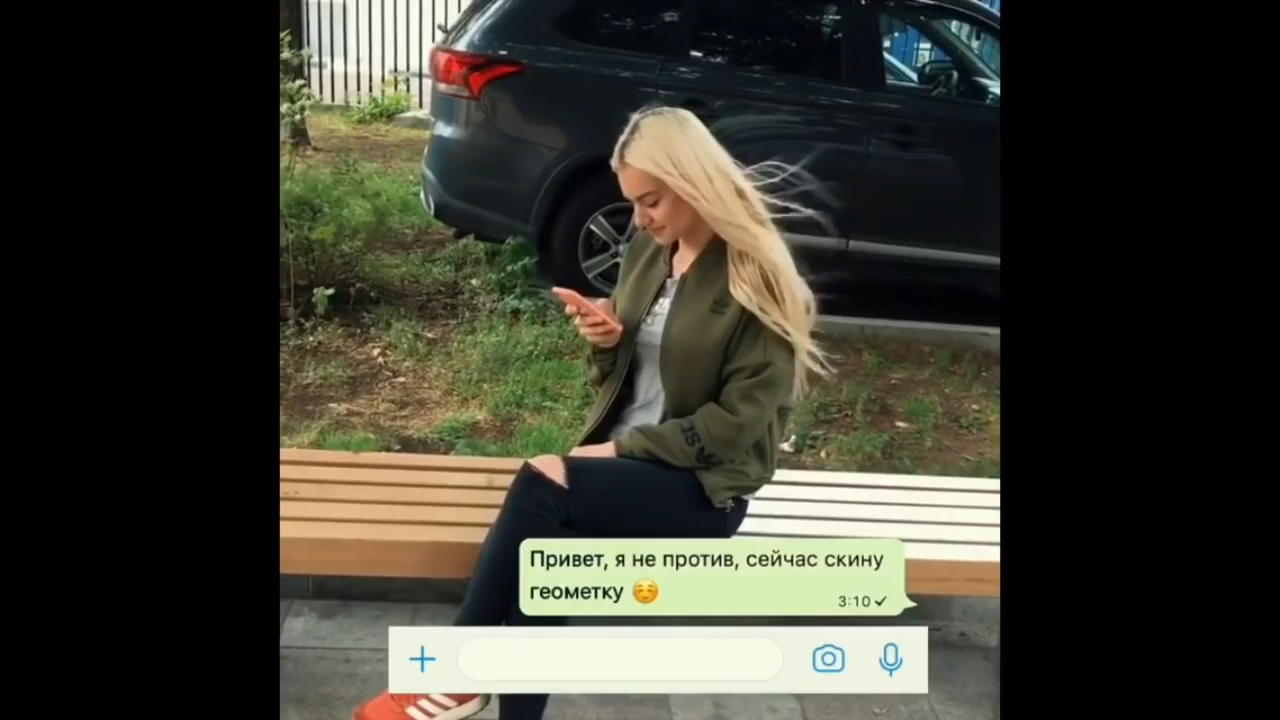 Привет, я не против, сейчас скину
геометку ☺️
3:10